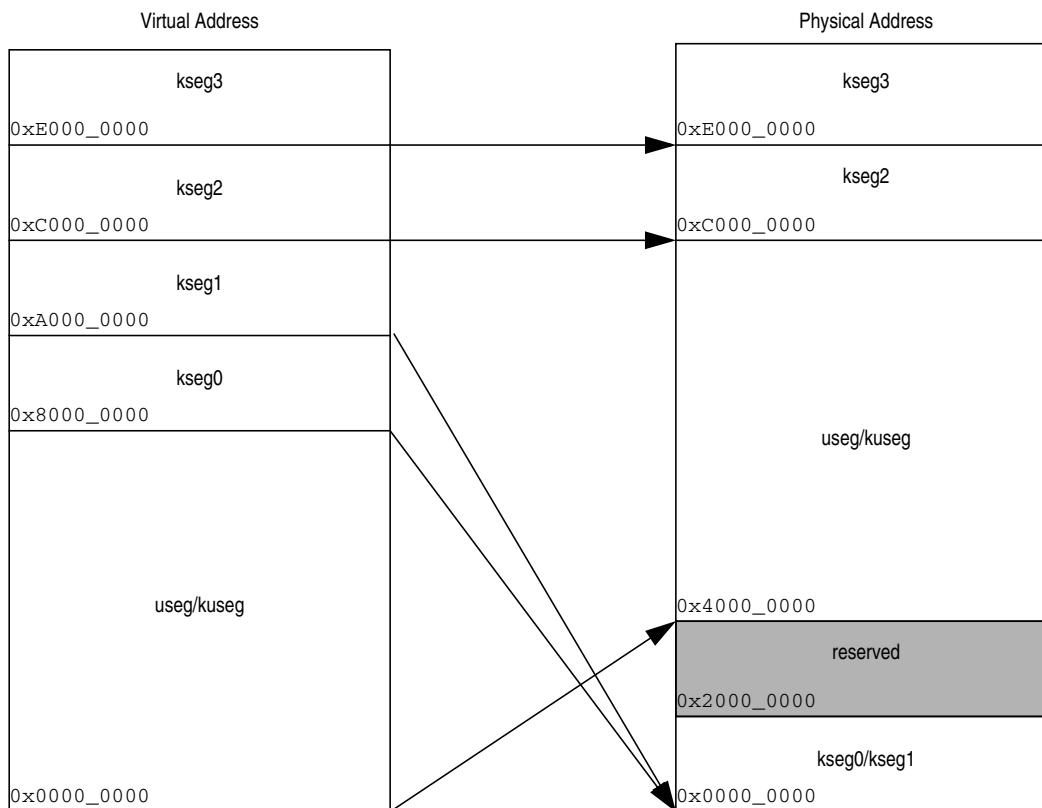 Virtual Address
kseg3
0xE000_0000
kseg2
0xC000_0000
kseg1
0xA000_0000
kseg0
0x8000_0000
useg/kuseg
0x0000_0000
Physical Address
kseg3
0xE000_0000
kseg2
0xC000_0000
useg/kuseg
0x4000_0000
reserved
0x2000_0000
kseg0/kseg1
0x0000_0000